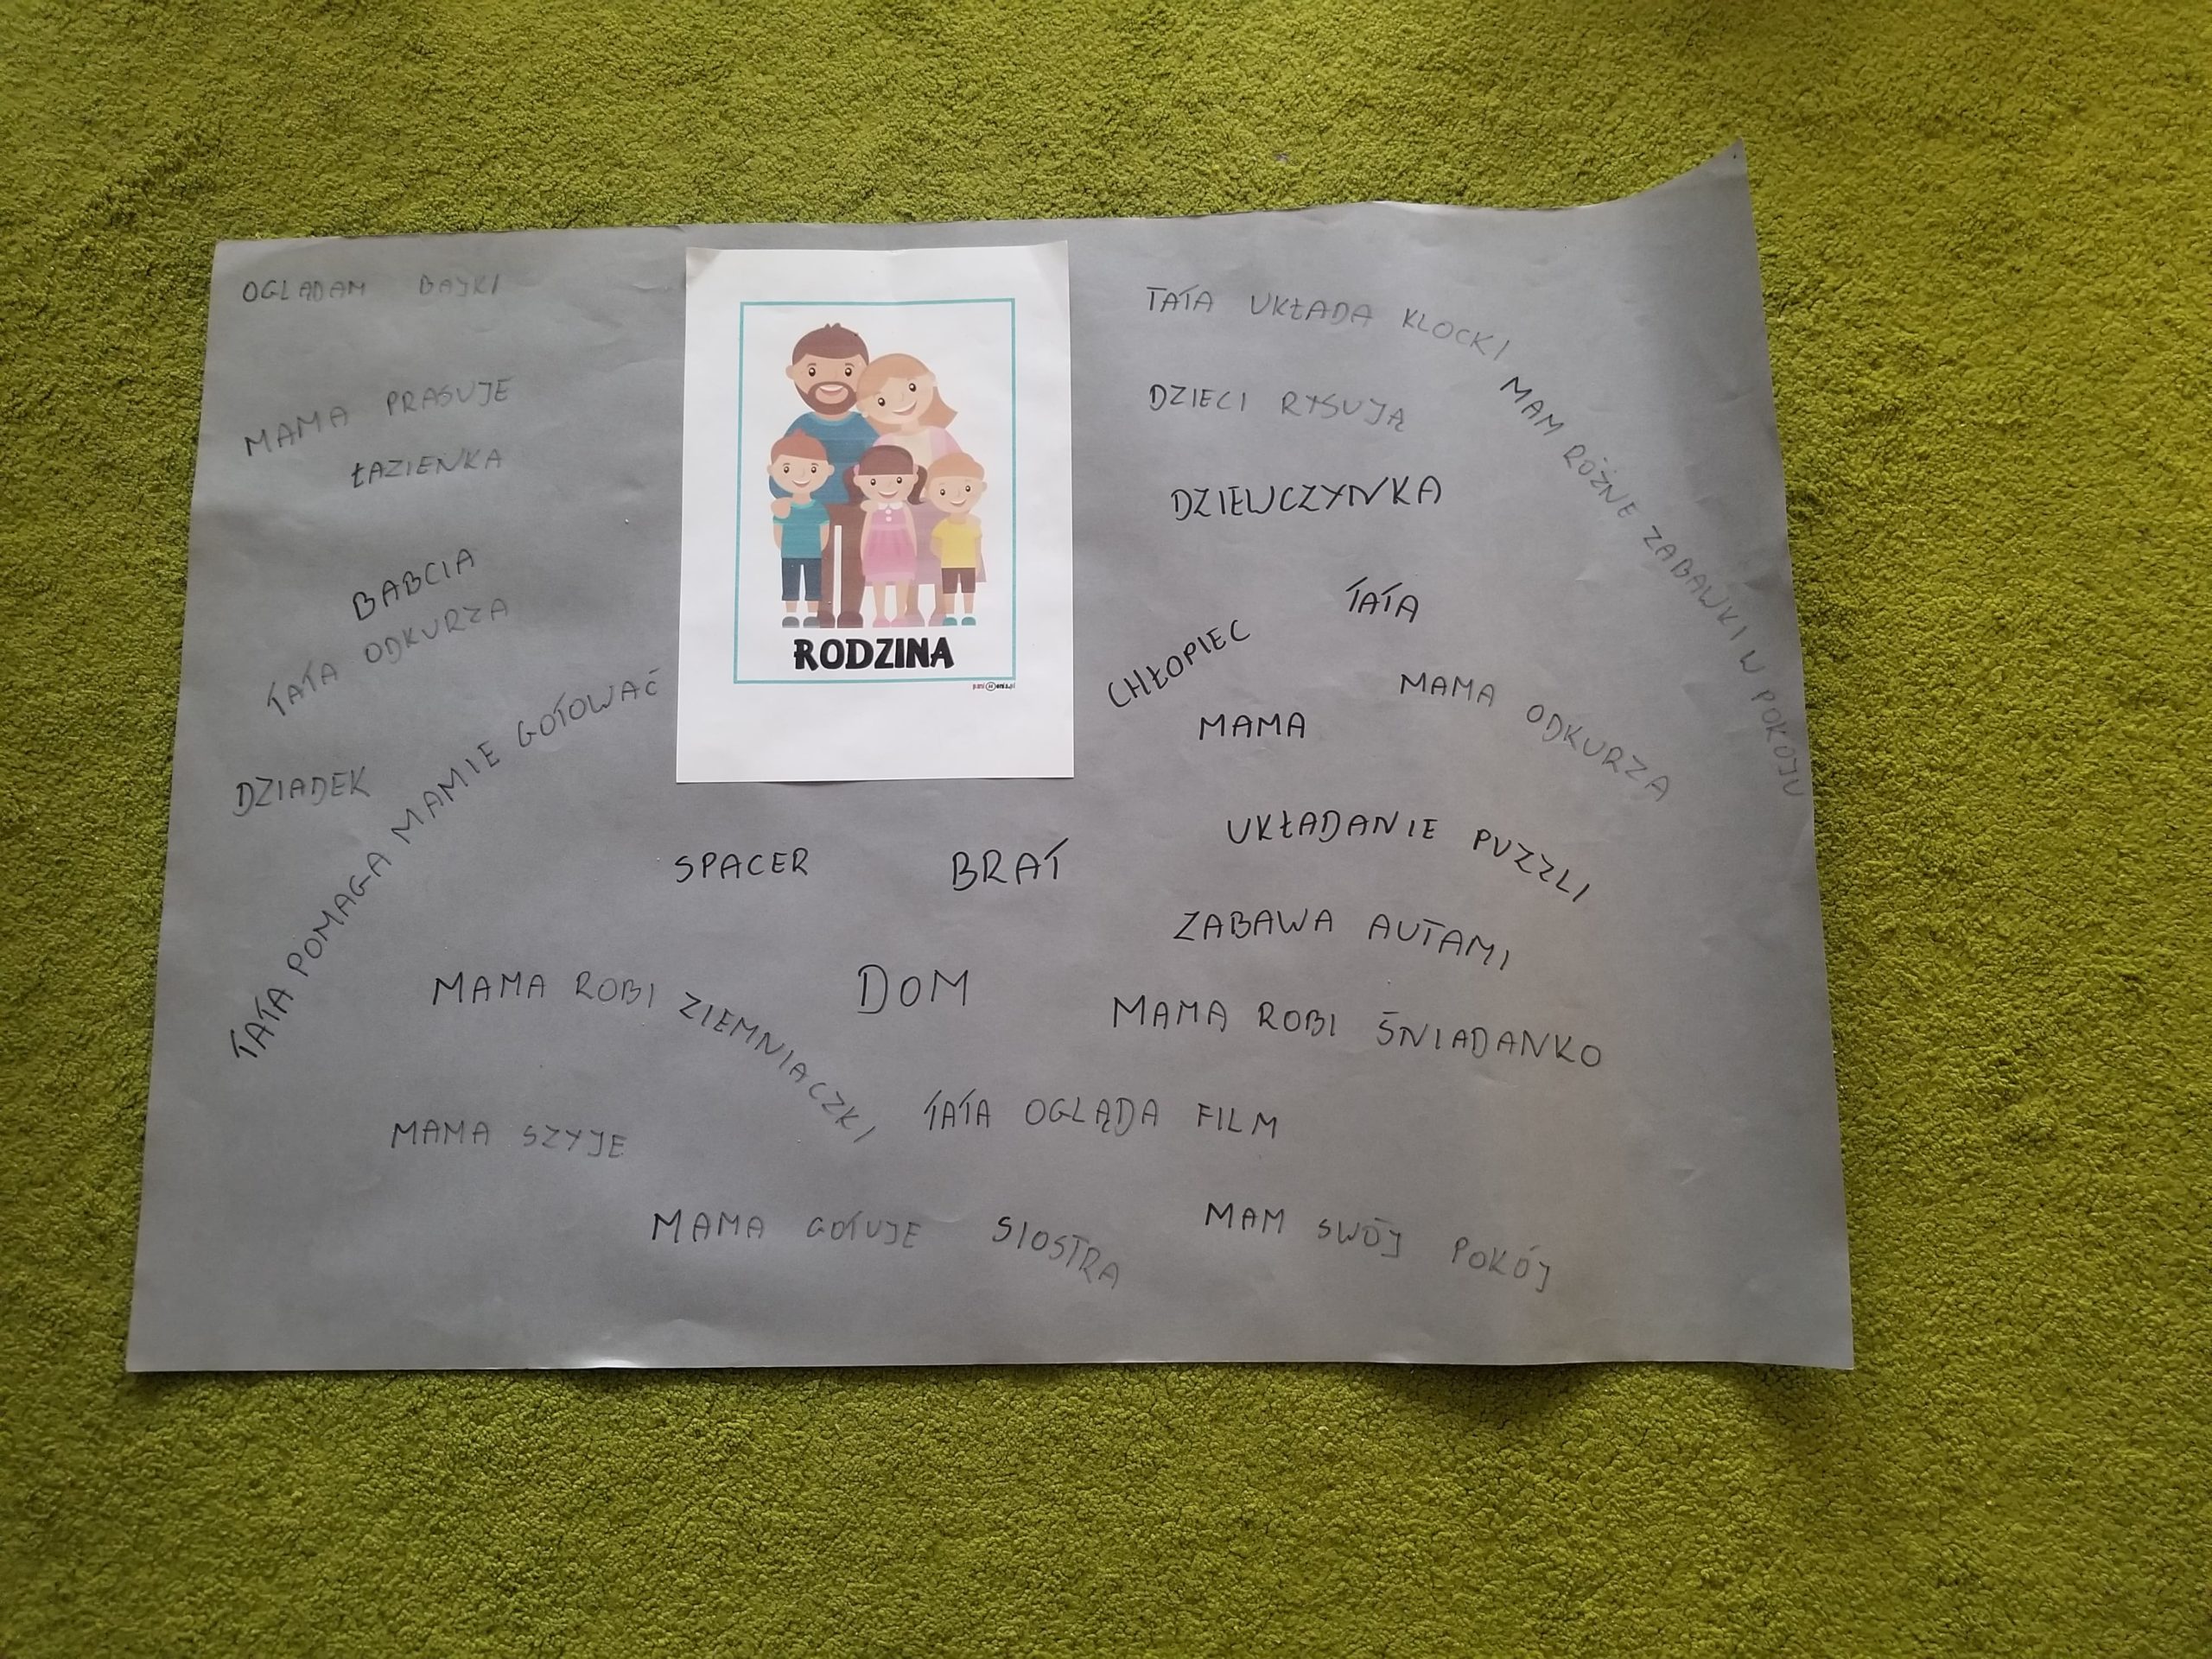 OGLĄDAM BAJKI
MAMA PRASUJE
ŁAZIENKA
BABCIA
TATA ODKURZA
DZIADEK
TATA POMAGA MAMIE GOTOWAĆ
RODZINA
TATA UKŁADA KLOCKI
DZIECI RYSUJĄ
MAM RÓŻNE ZABAWKI W POKOJU
DZIEWCZYNKA
TATA
CHŁOPIEC
MAMA
MAMA ODKURZA
SPACER
BRAT
UKŁADANIE PUZZLI
ZABAWA AUTAMI
MAMA ROBI ZIEMNIACZKI
DOM
MAMA ROBI ŚNIADANKO
MAMA SZYJE
TATA OGLĄDA FILM
MAMA GOTUJE
SIOSTRA
MAM SWÓJ POKÓJ